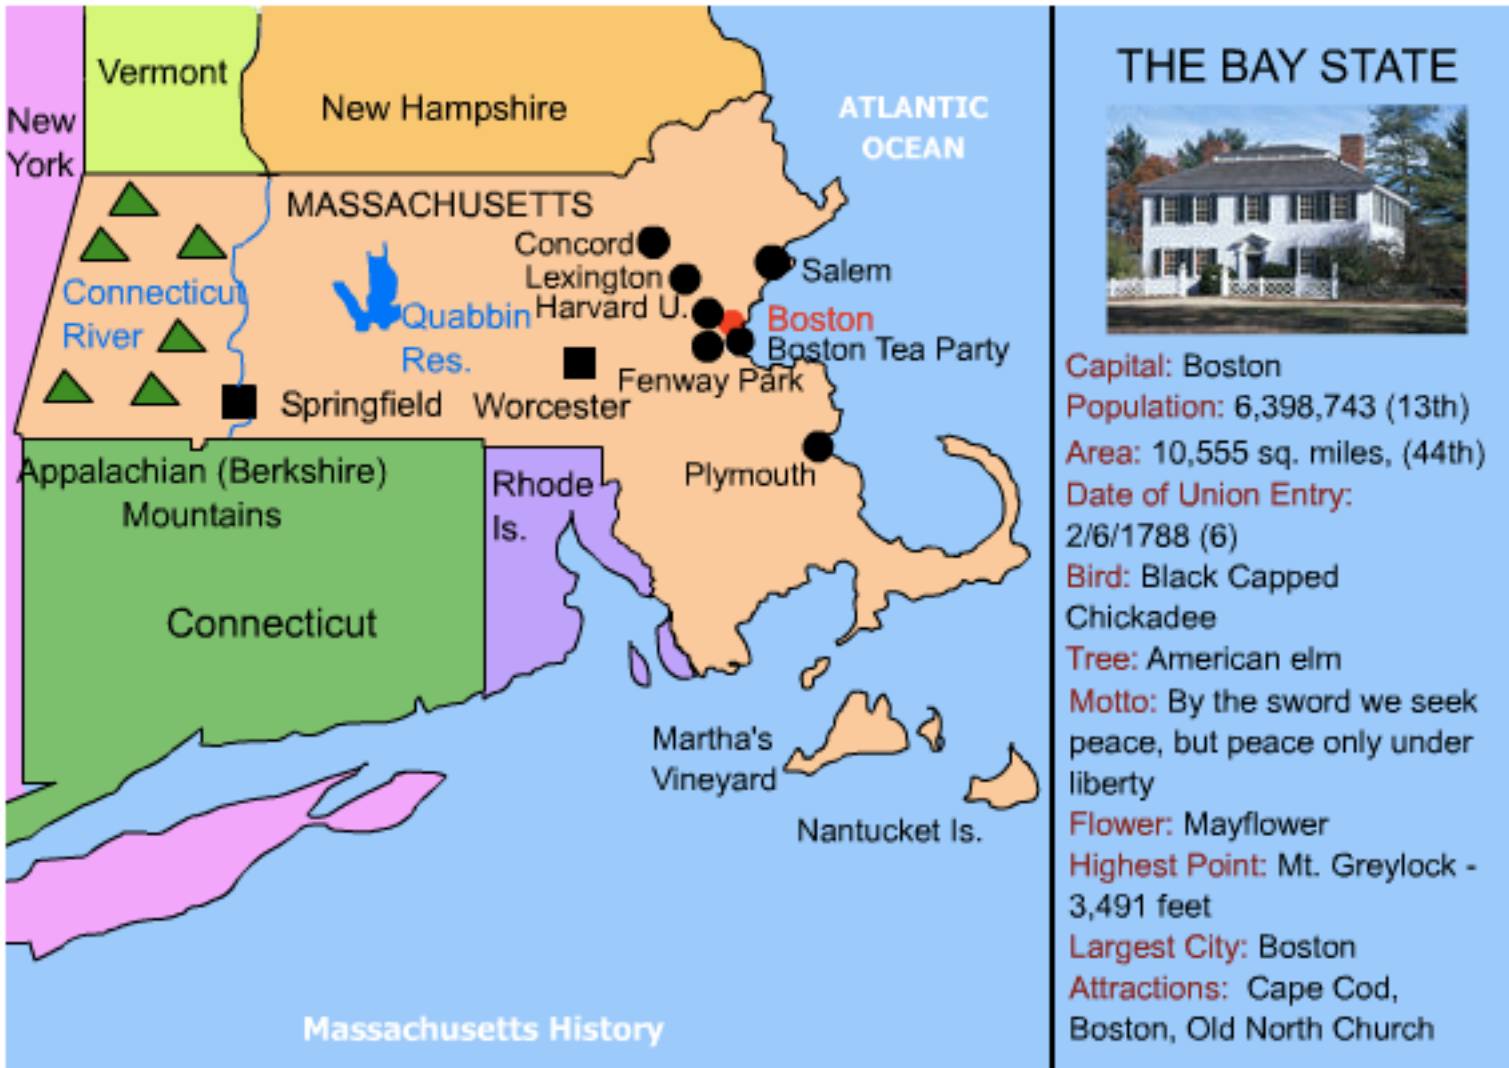 Vermont
New Hampshire
New
York
ATLANTIC
OCEAN
MASSACHUSETTS
Concord
Lexington
Salem
Connecticut
River
Harvard U.
Quabbin
Res.
Boston
Boston Tea Party
Fenway Park
Springfield
Worcester
Plymouth
Appalachian (Berkshire)
Mountains
Rhode
Is.
Connecticut
Martha's
Vineyard
Nantucket Is.
Massachusetts History
THE BAY STATE
Capital: Boston
Population: 6,398,743 (13th)
Area: 10,555 sq. miles, (44th)
Date of Union Entry:
2/6/1788 (6)
Bird: Black Capped
Chickadee
Tree: American elm
Motto: By the sword we seek
peace, but peace only under
liberty
Flower: Mayflower
Highest Point: Mt. Greylock -
3,491 feet
Largest City: Boston
Attractions: Cape Cod,
Boston, Old North Church